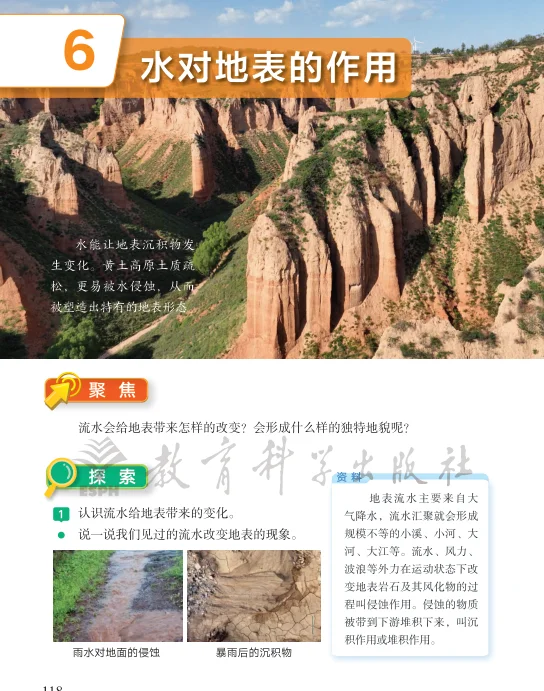 6
水对地表的作用
水能让地表沉积物发
生变化。黄土高原土质疏
松，更易被水侵蚀，从而
被塑造出特有的地表形态。
聚焦
流水会给地表带来怎样的改变？会形成什么样的独特地貌呢？
教育科学出版社
ESPH
探索
1 认识流水给地表带来的变化。
● 说一说我们见过的流水改变地表的现象。
雨水对地面的侵蚀
暴雨后的沉积物
资料
地表流水主要来自大
气降水，流水汇聚就会形成
规模不等的小溪、小河、大
河、大江等。流水、风力、
波浪等外力在运动状态下改
变地表岩石及其风化物的过
程叫侵蚀作用。侵蚀的物质
被带到下游堆积下来，叫沉
积作用或堆积作用。
118